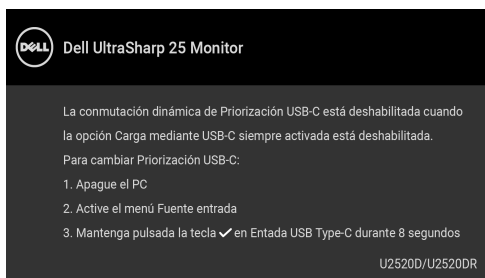 DELL Dell UltraSharp 25 Monitor
La conmutación dinámica de Priorización USB-C está deshabilitada cuando
la opción Carga mediante USB-C siempre activada está deshabilitada.
Para cambiar Priorización USB-C:
1. Apague el PC
2. Active el menú Fuente entrada
3. Mantenga pulsada la tecla ✓ en Entada USB Type-C durante 8 segundos
U2520D/U2520DR